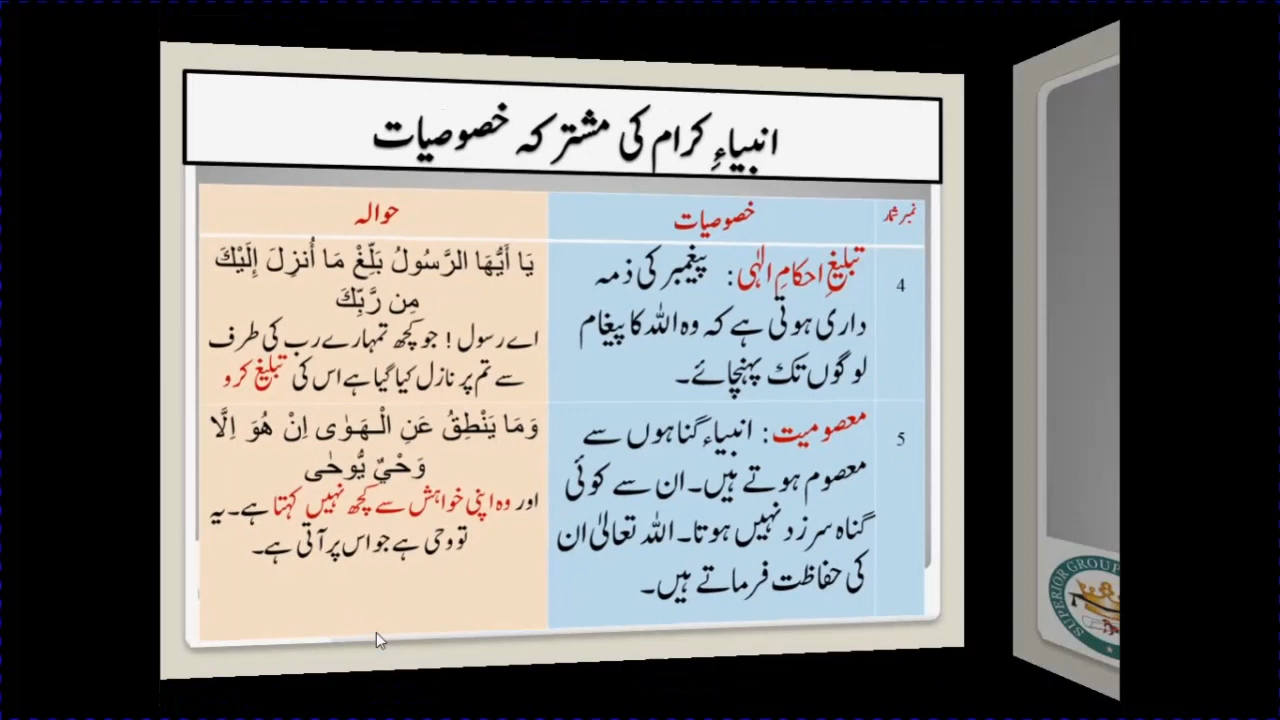 انبیاءِ کرام کی مشترکہ خصوصیات
نمبر شمار
خصوصیات
حوالہ
4
تبلیغِ احکامِ الٰہی: پیغمبر کی ذمہ
داری ہوتی ہے کہ وہ اللہ کا پیغام
لوگوں تک پہنچائے۔
يَا أَيُّهَا الرَّسُولُ بَلِّغْ مَا أُنزِلَ إِلَيْكَ
مِن رَّبِّكَ
اے رسول! جو کچھ تمہارے رب کی طرف
سے تم پر نازل کیا گیا ہے اس کی تبلیغ کرو
5
معصومیت: انبیاء گناہوں سے
معصوم ہوتے ہیں۔ ان سے کوئی
گناہ سرزد نہیں ہوتا۔ اللہ تعالیٰ ان
کی حفاظت فرماتے ہیں۔
وَمَا يَنْطِقُ عَنِ الْـهَـوٰى اِنْ هُوَ اِلَّا
وَحْيٌ يُّوحٰى
اور وہ اپنی خواہش سے کچھ نہیں کہتا ہے۔ یہ
تو وحی ہے جو اس پر آتی ہے۔
SUPERIOR GROUP